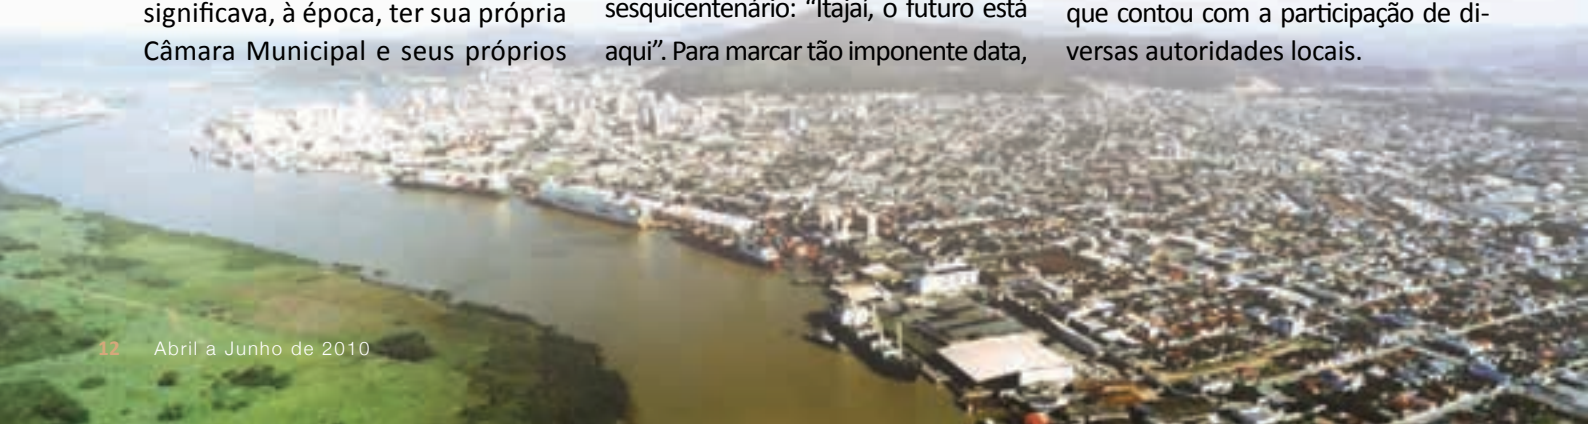 significava, à época, ter sua própria
Câmara Municipal e seus próprios
sesquicentenário: “Itajaí, o futuro está
aqui”. Para marcar tão imponente data,
que contou com a participação de di-
versas autoridades locais.
12 Abril a Junho de 2010